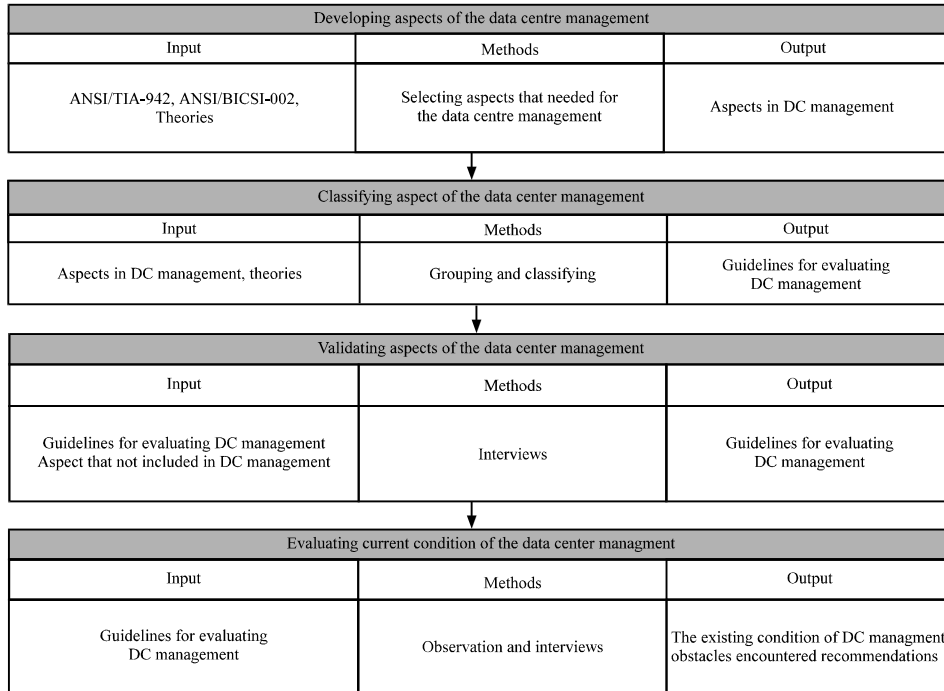 Developing aspects of the data centre management
Input
Methods
Output
ANSI/TIA-942, ANSI/BICSI-002,
Theories
Selecting aspects that needed for
the data centre management
Aspects in DC management
Classifying aspect of the data center management
Input
Methods
Output
Aspects in DC management, theories
Grouping and classifying
Guidelines for evaluating
DC management
Validating aspects of the data center management
Input
Methods
Output
Guidelines for evaluating DC management
Aspect that not included in DC management
Interviews
Guidelines for evaluating
DC management
Evaluating current condition of the data center managment
Input
Methods
Output
Guidelines for evaluating
DC management
Observation and interviews
The existing condition of DC managment
obstacles encountered recommendations